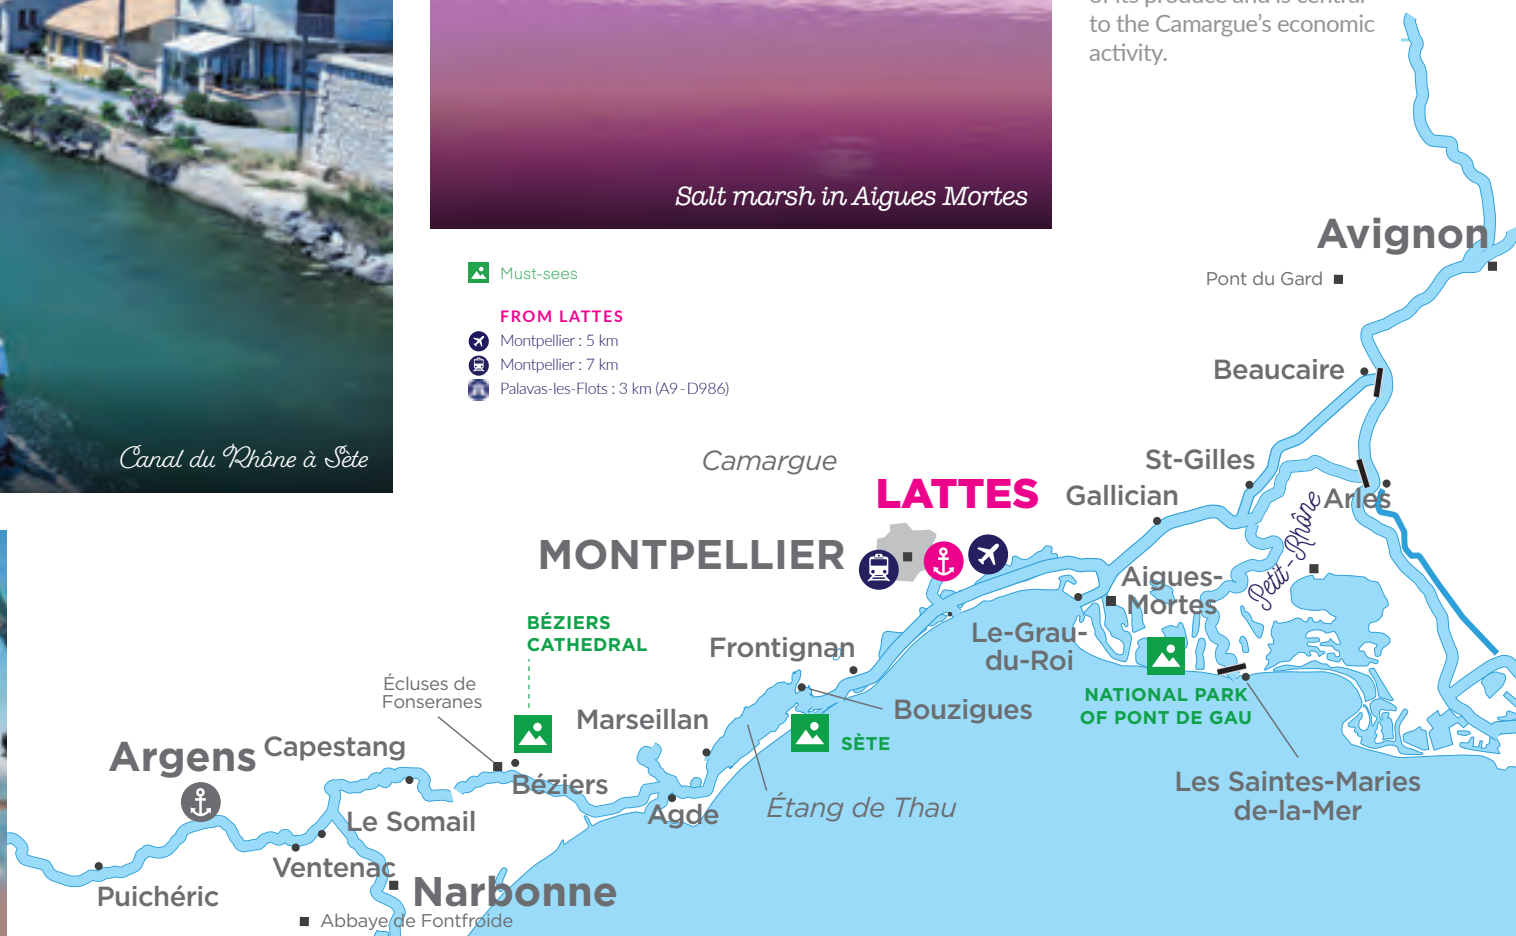 to the Camargue's economic
activity.
Salt marsh in Aigues Mortes
Canal du Rhône à Sète
Must-sees
FROM LATTES
Montpellier : 5 km
Montpellier : 7 km
Palavas-les-Flots : 3 km (A9 - D986)
Avignon
Pont du Gard
Beaucaire
Camargue
St-Gilles
LATTES
Gallician
Arles
Petit-Rhône
MONTPELLIER
Aigues-
Mortes
BÉZIERS
CATHEDRAL
Frontignan
Le-Grau-
du-Roi
Écluses de
Fonseranes
Marseillan
Bouzigues
NATIONAL PARK
OF PONT DE GAU
SÈTE
Argens
Capestang
Béziers
Les Saintes-Maries
de-la-Mer
Étang de Thau
Agde
Le Somail
Ventenac
Puichéric
Narbonne
Abbaye de Fontfroide